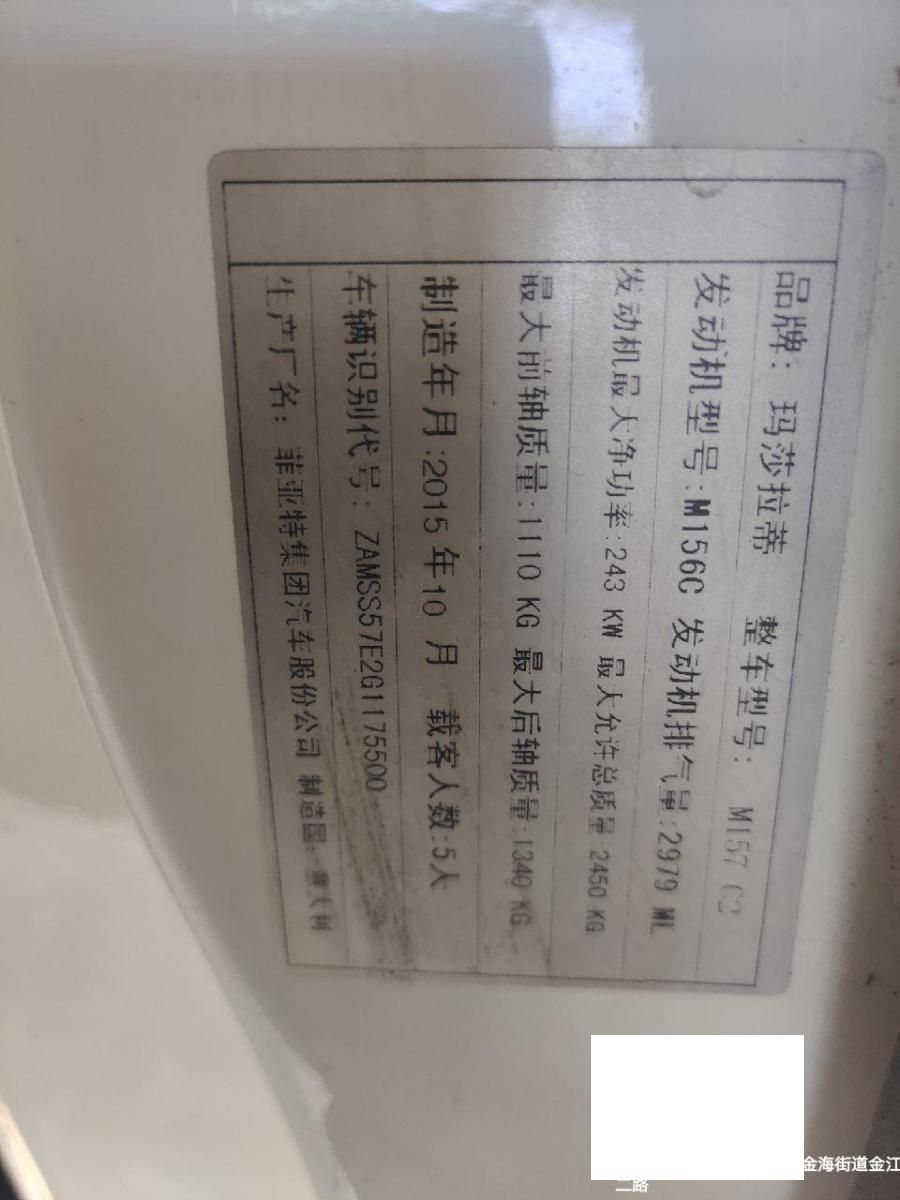 品牌: 玛莎拉蒂 整车型号: M157 C2
发动机型号:M156C 发动机排气量:2979 ML
发动机最大净功率:243 KW 最大允许总质量 2450 KG
最大前轴质量:1110 KG 最大后轴质量:1340 KG
制造年月:2015 年10 月 载客人数:5人
车辆识别代号: ZAMSS57E2G1175500
生产厂名: 菲亚特集团汽车股份公司 制造国: 意大利
金海街道金江
二路